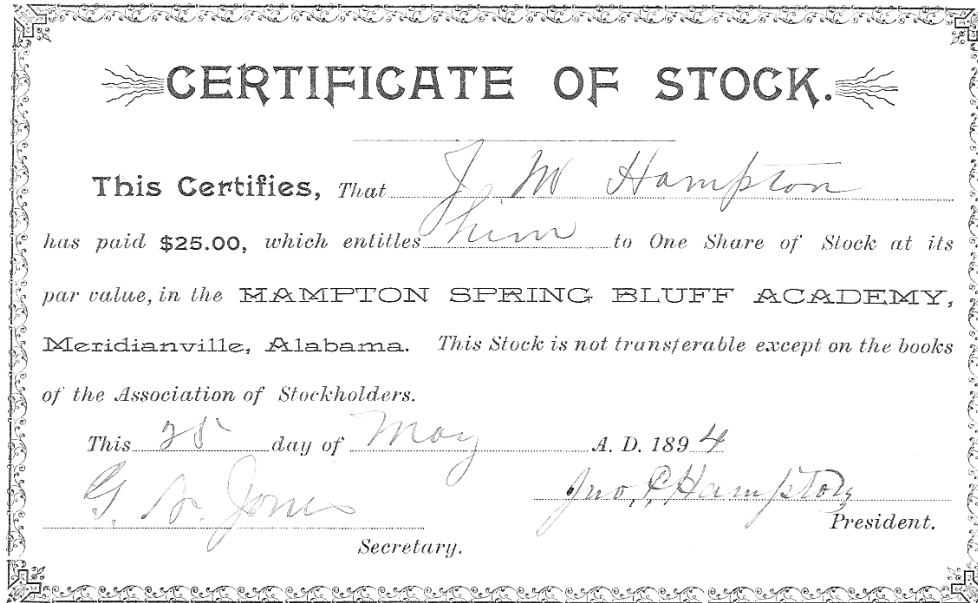 CERTIFICATE OF STOCK.
This Certifies, That J M Hampton
has paid $25.00, which entitles him to One Share of Stock at its
par value, in the HAMPTON SPRING BLUFF ACADEMY,
Meridianville, Alabama. This Stock is not transferable except on the books
of the Association of Stockholders.
This 25 day of May A. D. 1894
G. Jones Jno. P. Hampton
President.
Secretary.